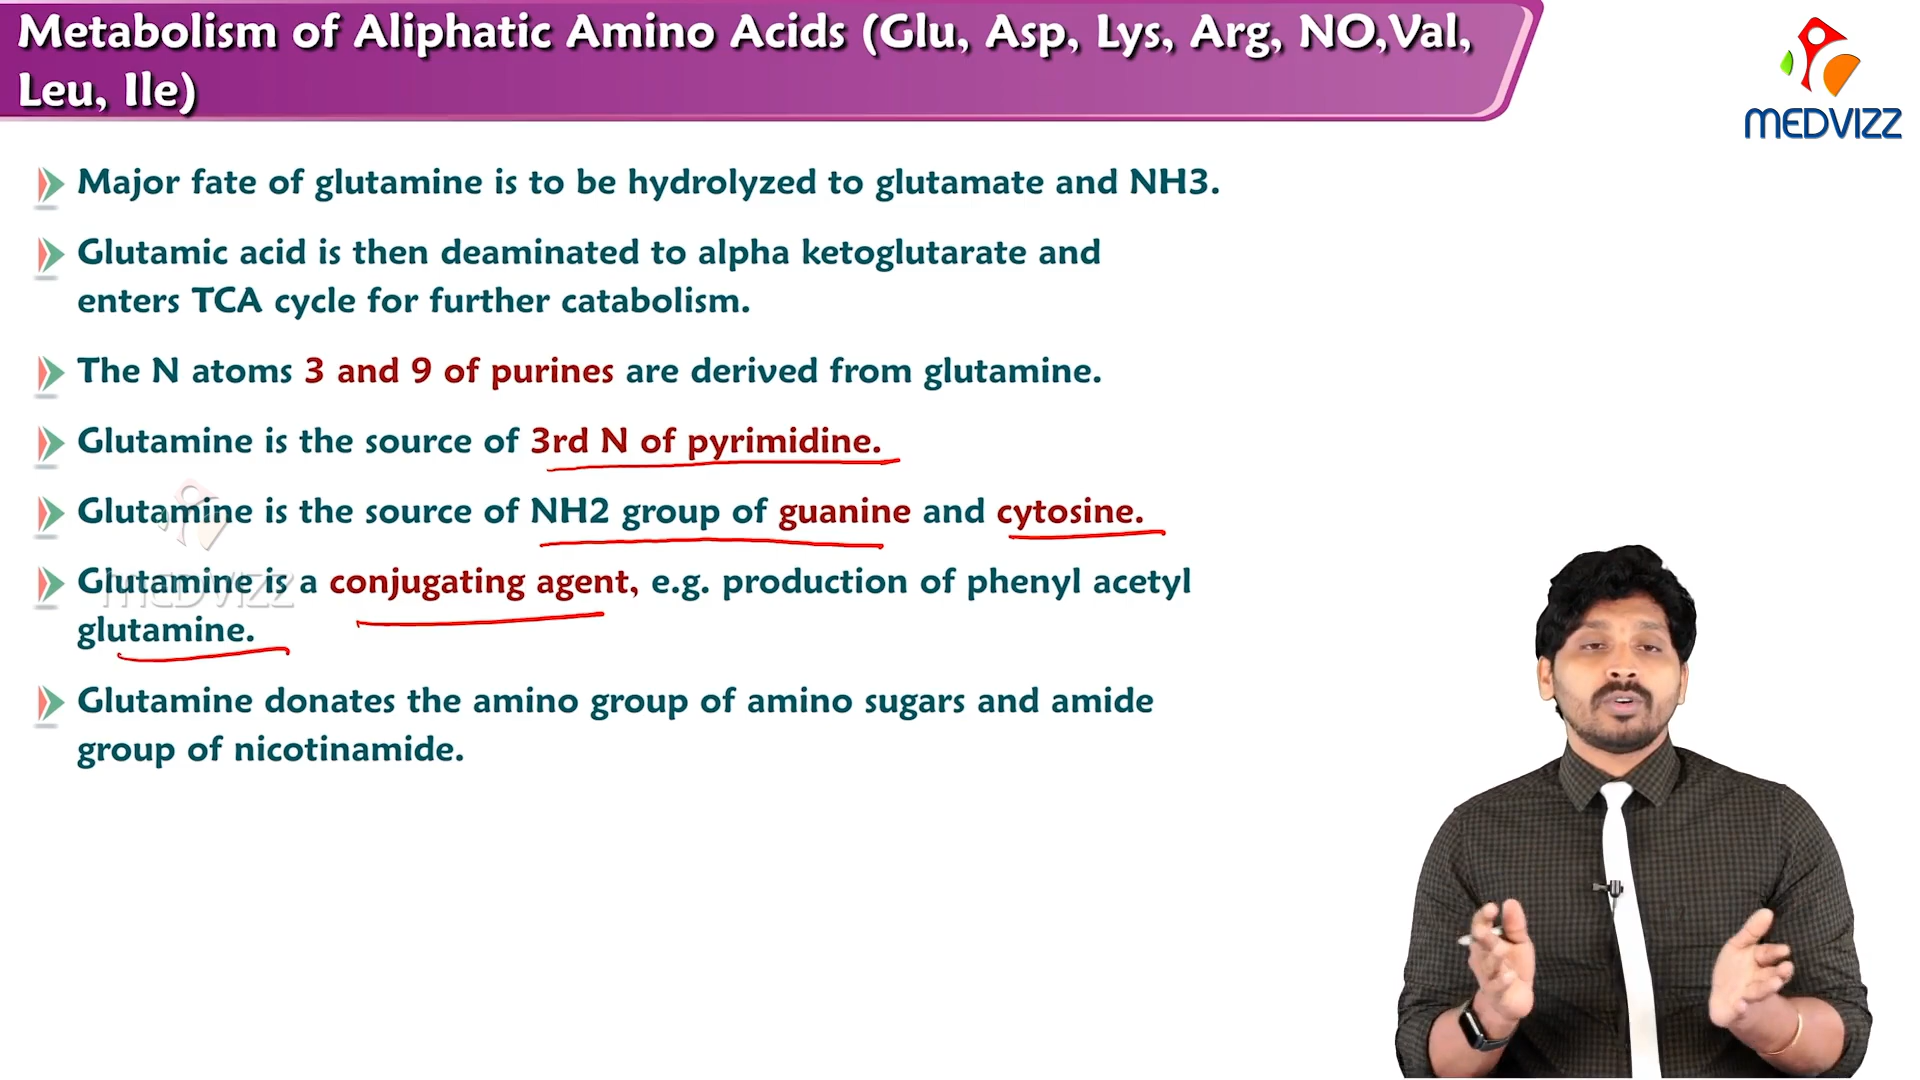 Metabolism of Aliphatic Amino Acids (Glu, Asp, Lys, Arg, NO,Val,
Leu, Ile)
MEDVIZZ
Major fate of glutamine is to be hydrolyzed to glutamate and NH3.
Glutamic acid is then deaminated to alpha ketoglutarate and
enters TCA cycle for further catabolism.
The N atoms 3 and 9 of purines are derived from glutamine.
Glutamine is the source of 3rd N of pyrimidine.
Glutamine is the source of NH2 group of guanine and cytosine.
Glutamine is a conjugating agent, e.g. production of phenyl acetyl
glutamine.
MEDVIZZ
Glutamine donates the amino group of amino sugars and amide
group of nicotinamide.